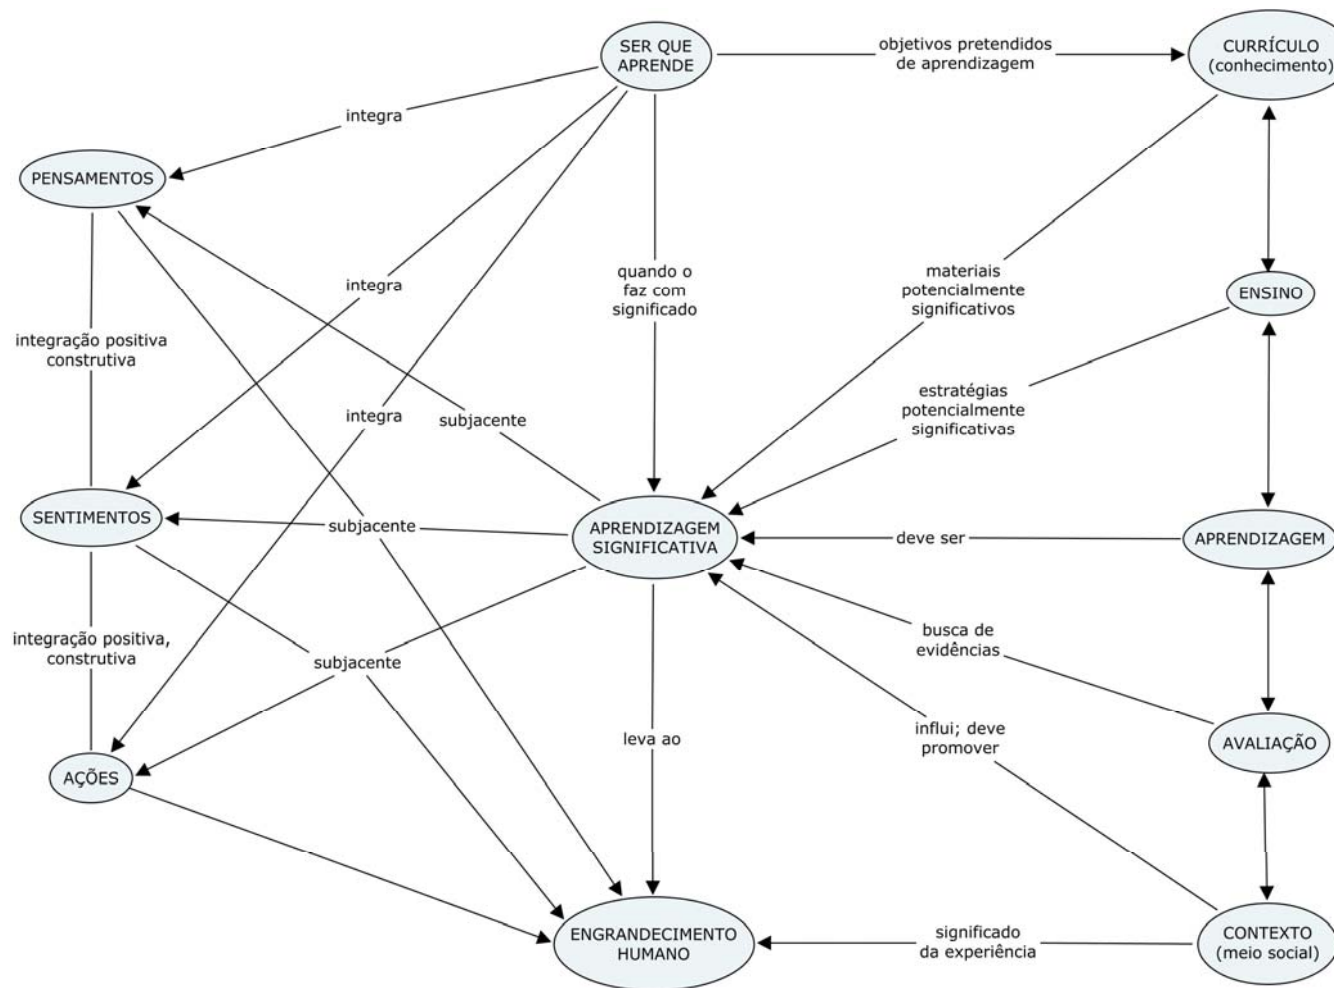 SER QUE
APRENDE
objetivos pretendidos
de aprendizagem
CURRÍCULO
(conhecimento)
integra
PENSAMENTOS
integra
quando o
faz com
significado
materiais
potencialmente
significativos
ENSINO
integração positiva
construtiva
integra
subjacente
estratégias
potencialmente
significativas
SENTIMENTOS
subjacente
APRENDIZAGEM
SIGNIFICATIVA
deve ser
APRENDIZAGEM
integração positiva,
construtiva
subjacente
busca de
evidências
AÇÕES
leva ao
influi; deve
promover
AVALIAÇÃO
ENGRANDECIMENTO
HUMANO
significado
da experiência
CONTEXTO
(meio social)